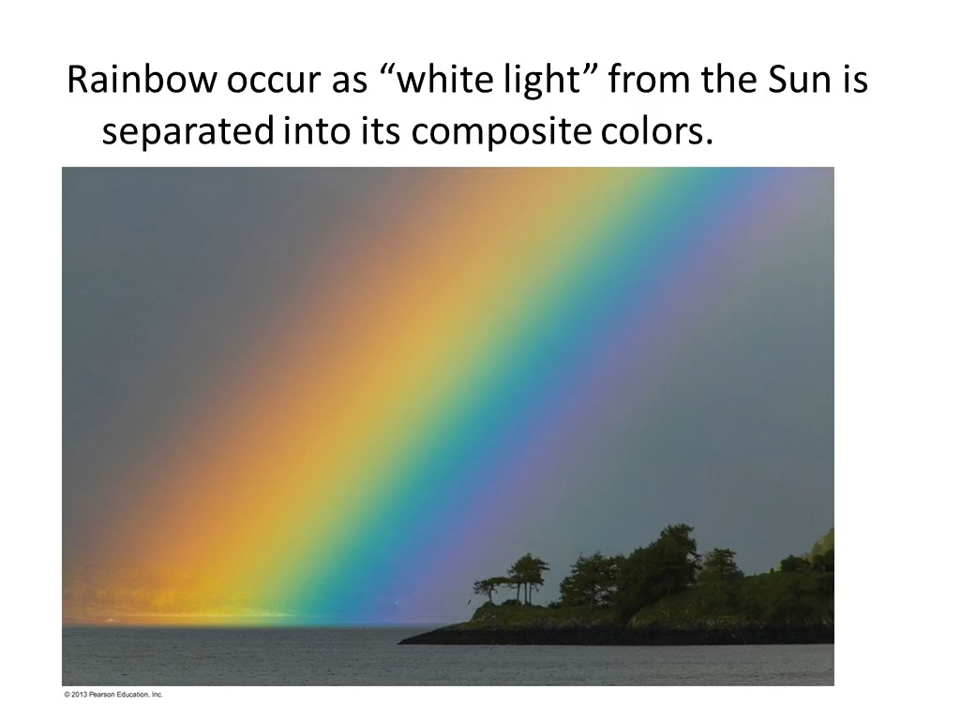 Rainbow occur as “white light” from the Sun is
separated into its composite colors.
© 2013 Pearson Education, Inc.